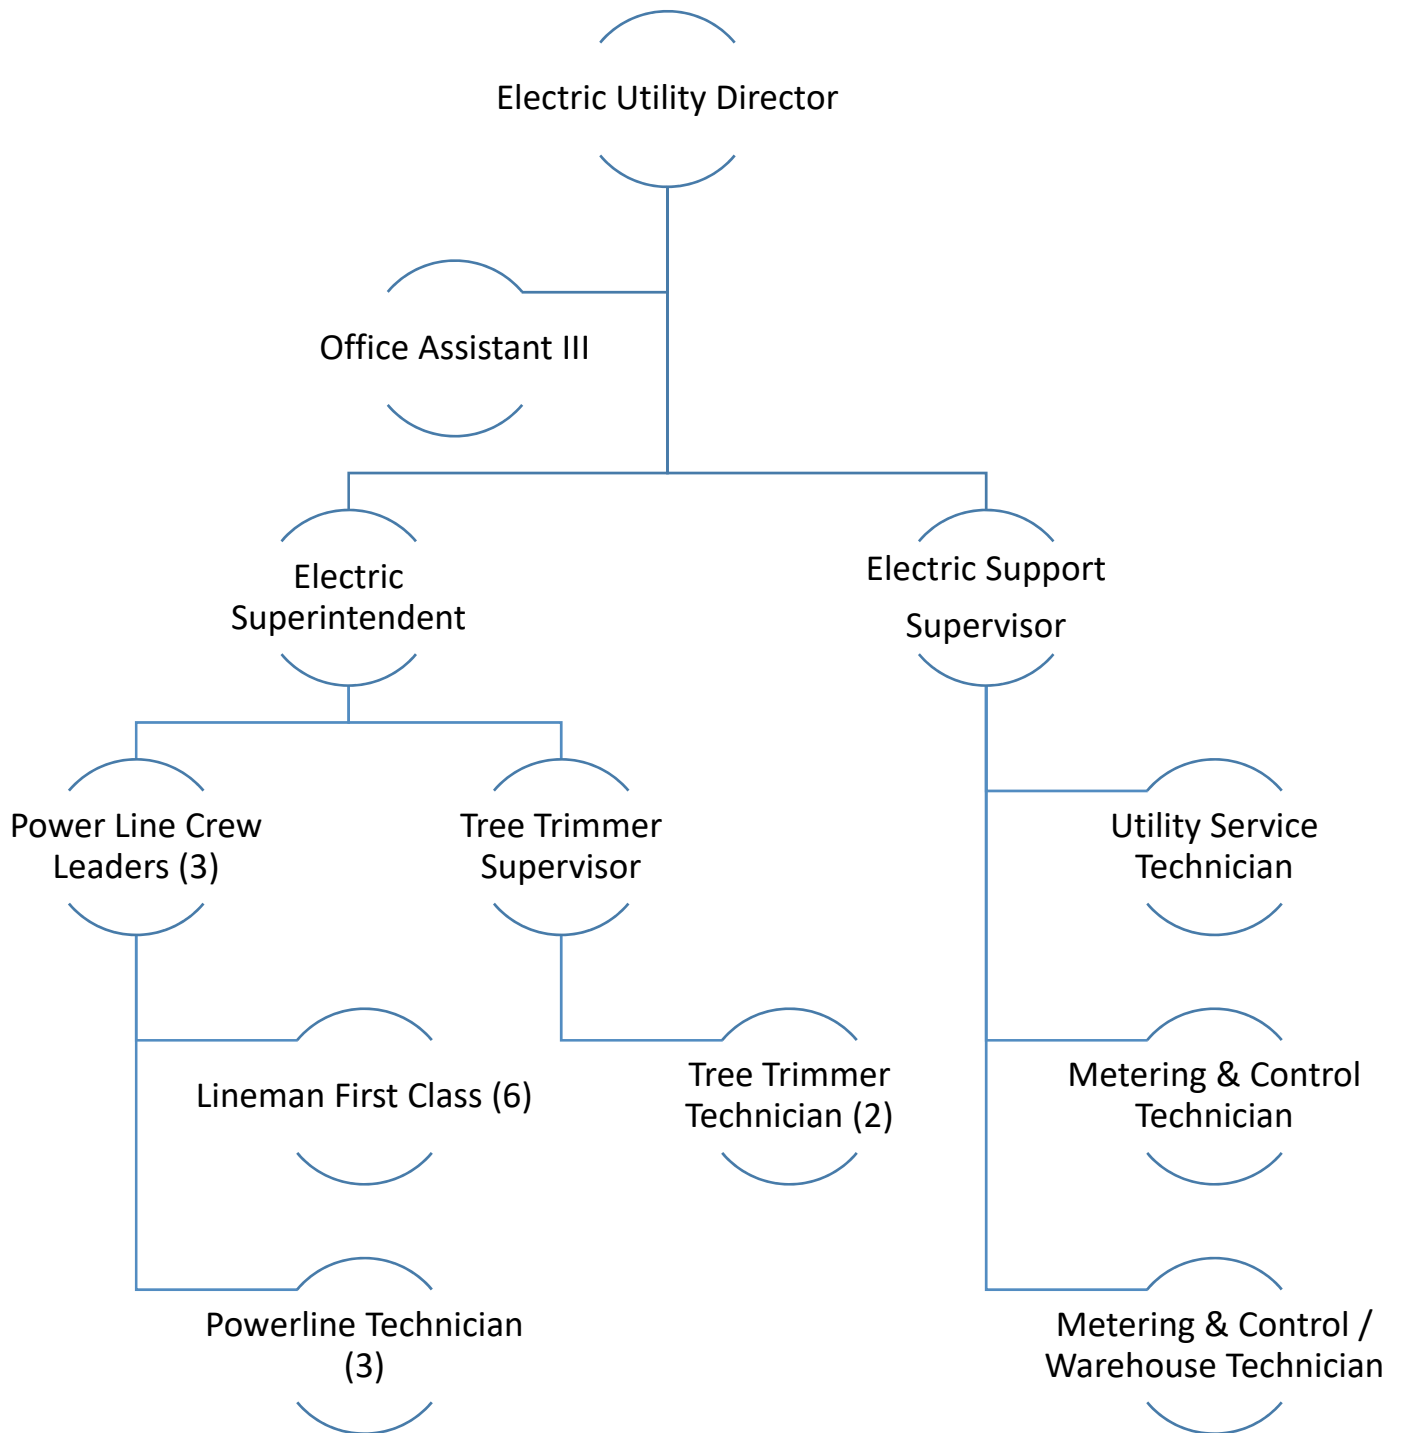 Electric Utility Director
Office Assistant III
Electric
Superintendent
Electric Support
Supervisor
Power Line Crew
Leaders (3)
Tree Trimmer
Supervisor
Utility Service
Technician
Lineman First Class (6)
Tree Trimmer
Technician (2)
Metering & Control
Technician
Powerline Technician
(3)
Metering & Control /
Warehouse Technician